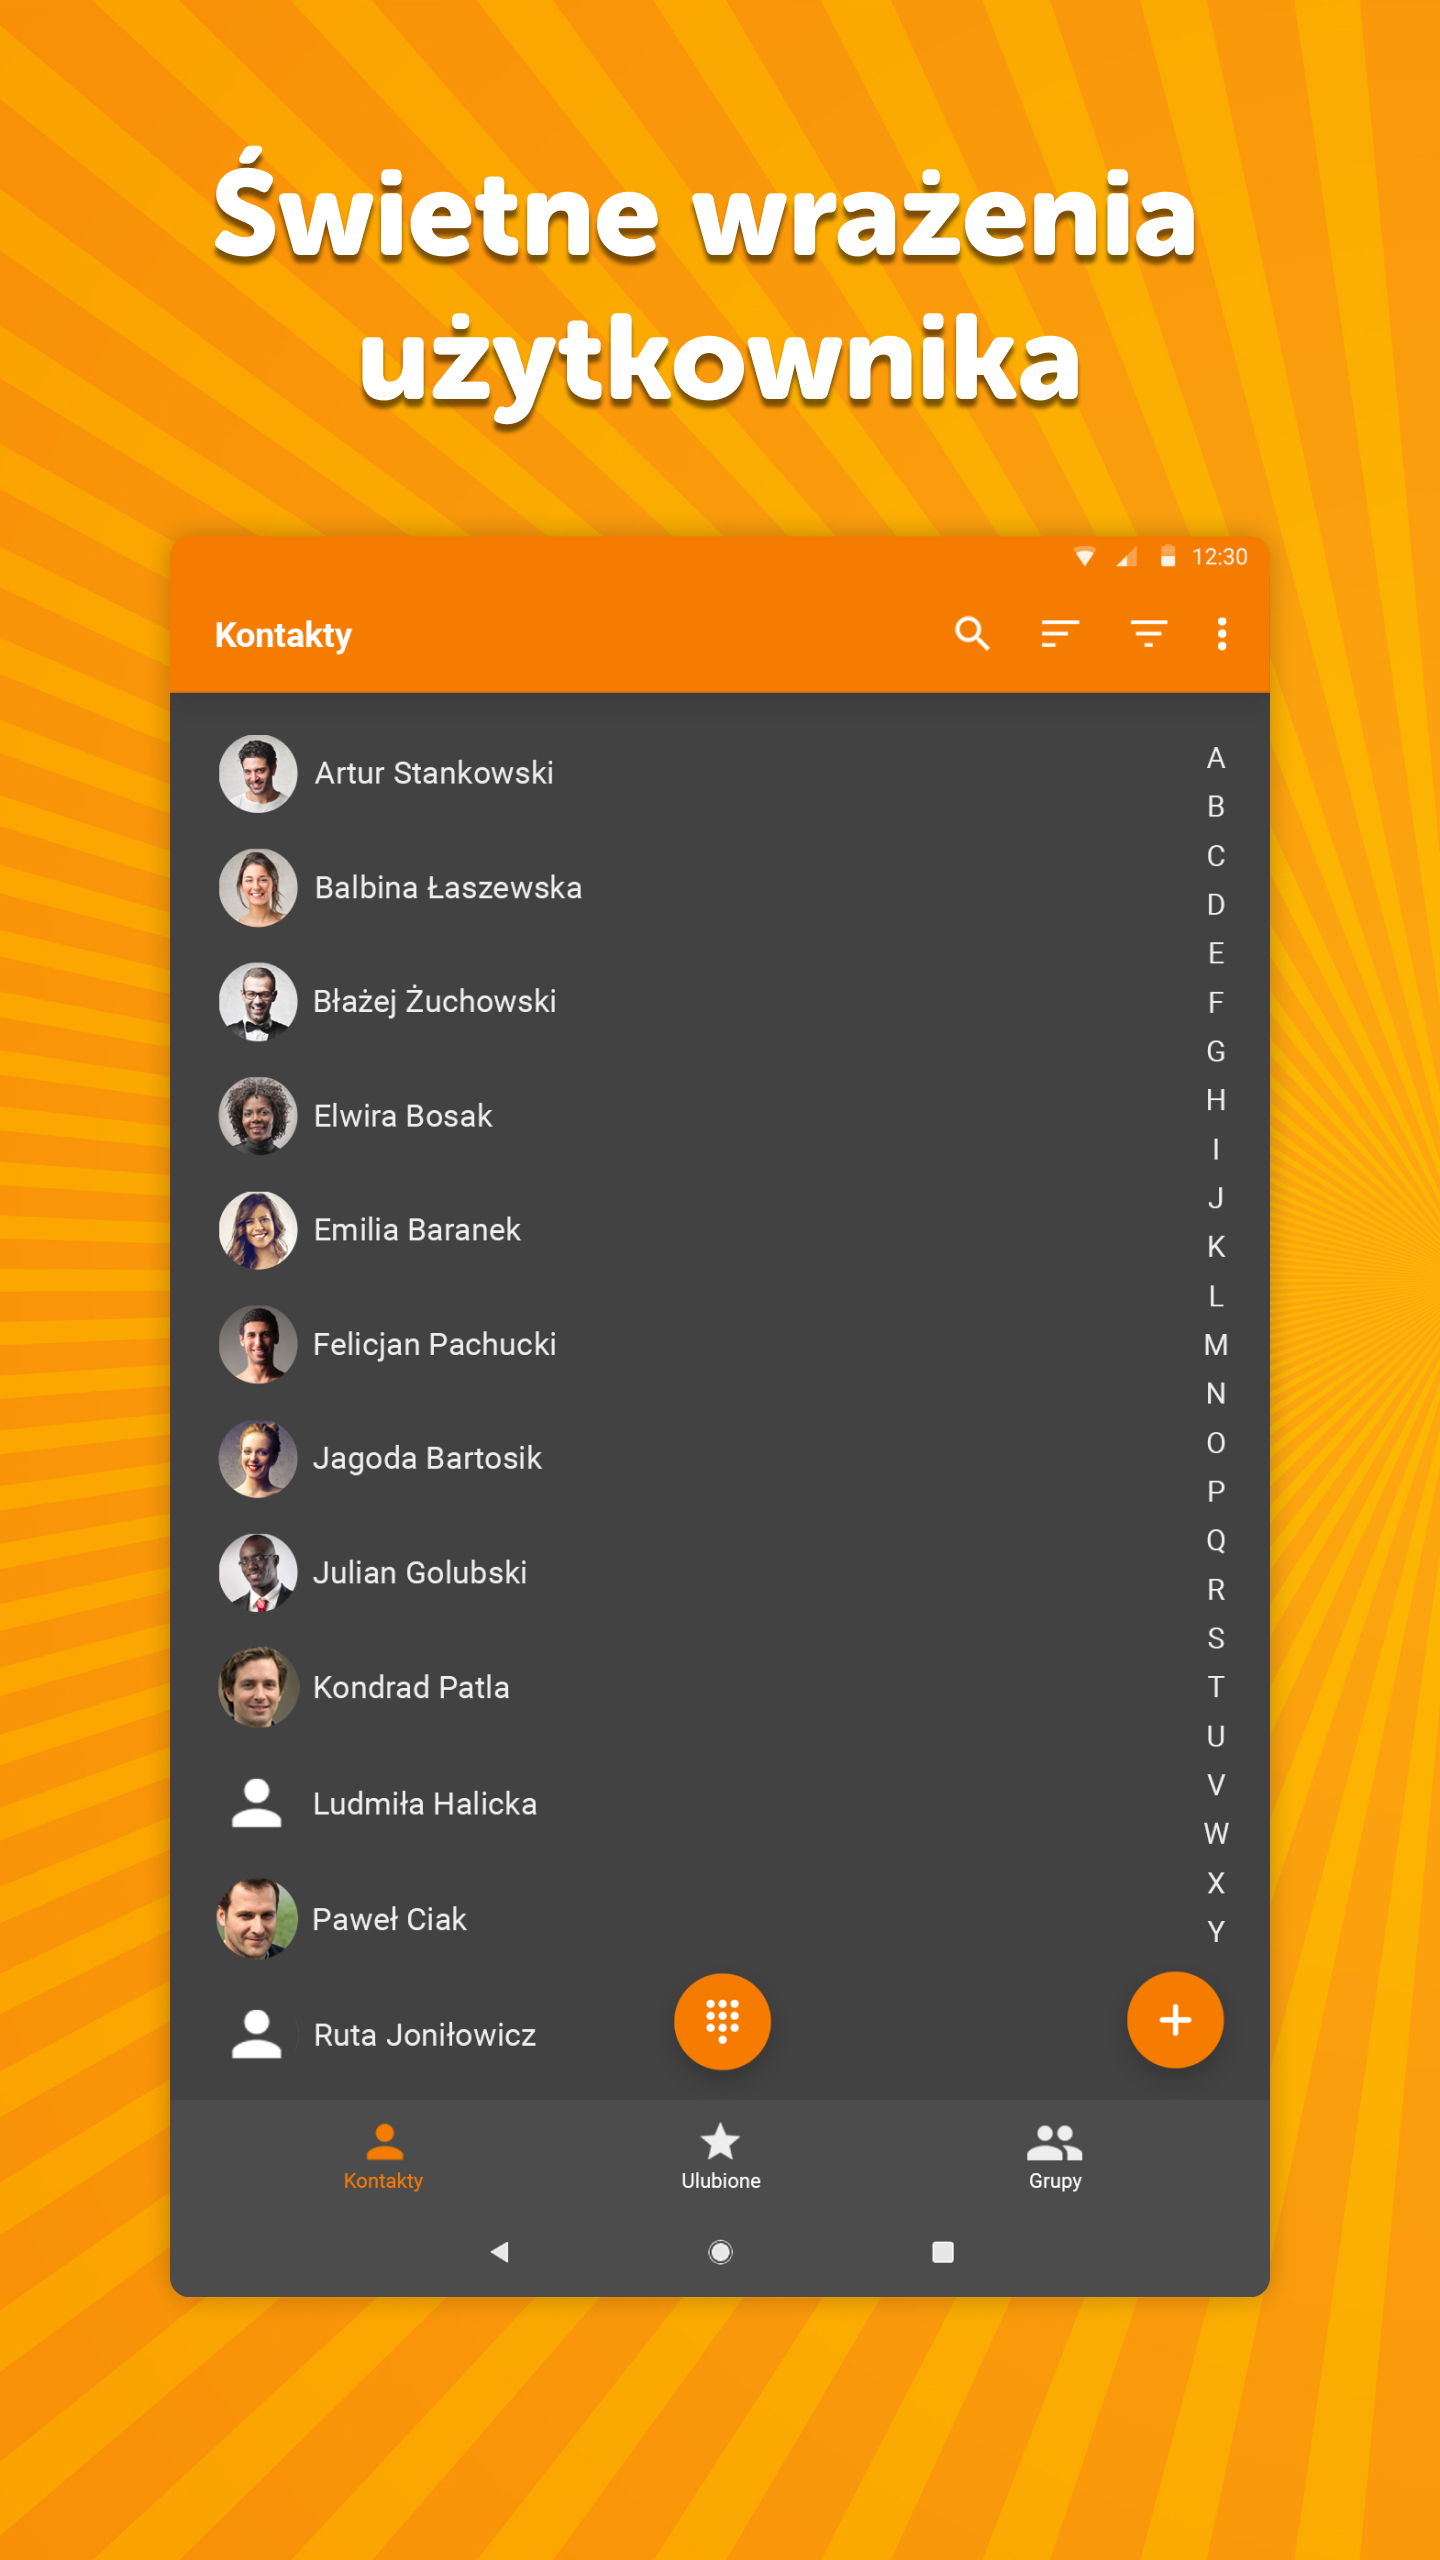 Świetne wrażenia
użytkownika
12:30
Kontakty
Artur Stankowski
Balbina Łaszewska
Błażej Żuchowski
Elwira Bosak
Emilia Baranek
Felicjan Pachucki
Jagoda Bartosik
Julian Golubski
Kondrad Patla
Ludmiła Halicka
Paweł Ciak
Ruta Joniłowicz
A
B
C
D
E
F
G
H
I
J
K
L
M
N
O
P
Q
R
S
T
U
V
W
X
Y
Kontakty
Ulubione
Grupy